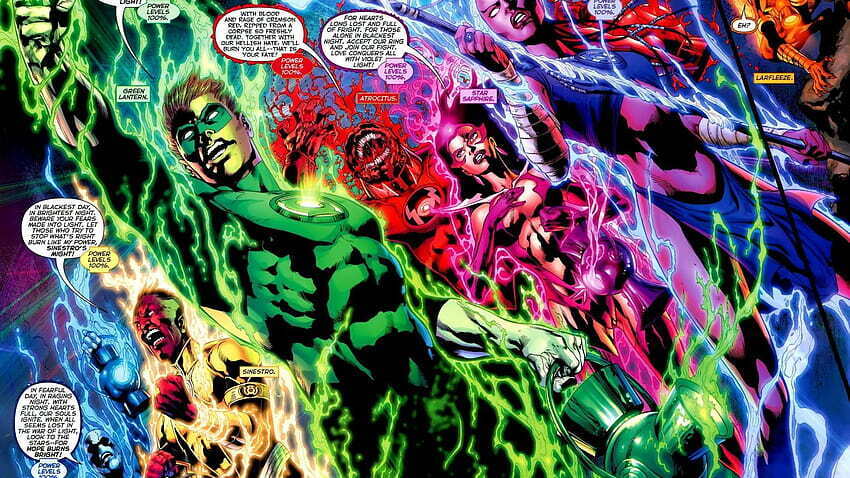 LIGHT!
POWER
LEVELS
100%.
WITH BLOOD
AND RAGE OF CRIMSON
RED, RIPPED FROM A
CORPSE SO FRESHLY
DEAD, TOGETHER WITH
OUR HELLISH HATE, WE'LL
BURN YOU ALL--THAT IS
YOUR FATE!
POWER
LEVELS
100%.
FOR HEARTS
LONG LOST AND FULL
OF FRIGHT, FOR THOSE
ALONE IN BLACKEST
NIGHT, ACCEPT OUR RING
AND JOIN OUR FIGHT,
LOVE CONQUERS ALL
WITH VIOLET
LIGHT!
POWER
LEVELS
100%.
POWER
LEVELS
100%.
EH?
LARFLEEZE.
GREEN
LANTERN.
ATROCITUS.
STAR
SAPPHIRE.
IN BLACKEST DAY,
IN BRIGHTEST NIGHT,
BEWARE YOUR FEARS
MADE INTO LIGHT. LET
THOSE WHO TRY TO
STOP WHAT'S RIGHT
BURN LIKE MY POWER,
SINESTRO'S
MIGHT!
POWER
LEVELS
100%.
SINESTRO.
IN FEARFUL
DAY, IN RAGING
NIGHT, WITH
STRONG HEARTS
FULL, OUR SOULS
IGNITE. WHEN ALL
SEEMS LOST IN
THE WAR OF LIGHT,
LOOK TO THE
STARS--FOR
HOPE BURNS
BRIGHT!
POWER
LEVELS
100%.